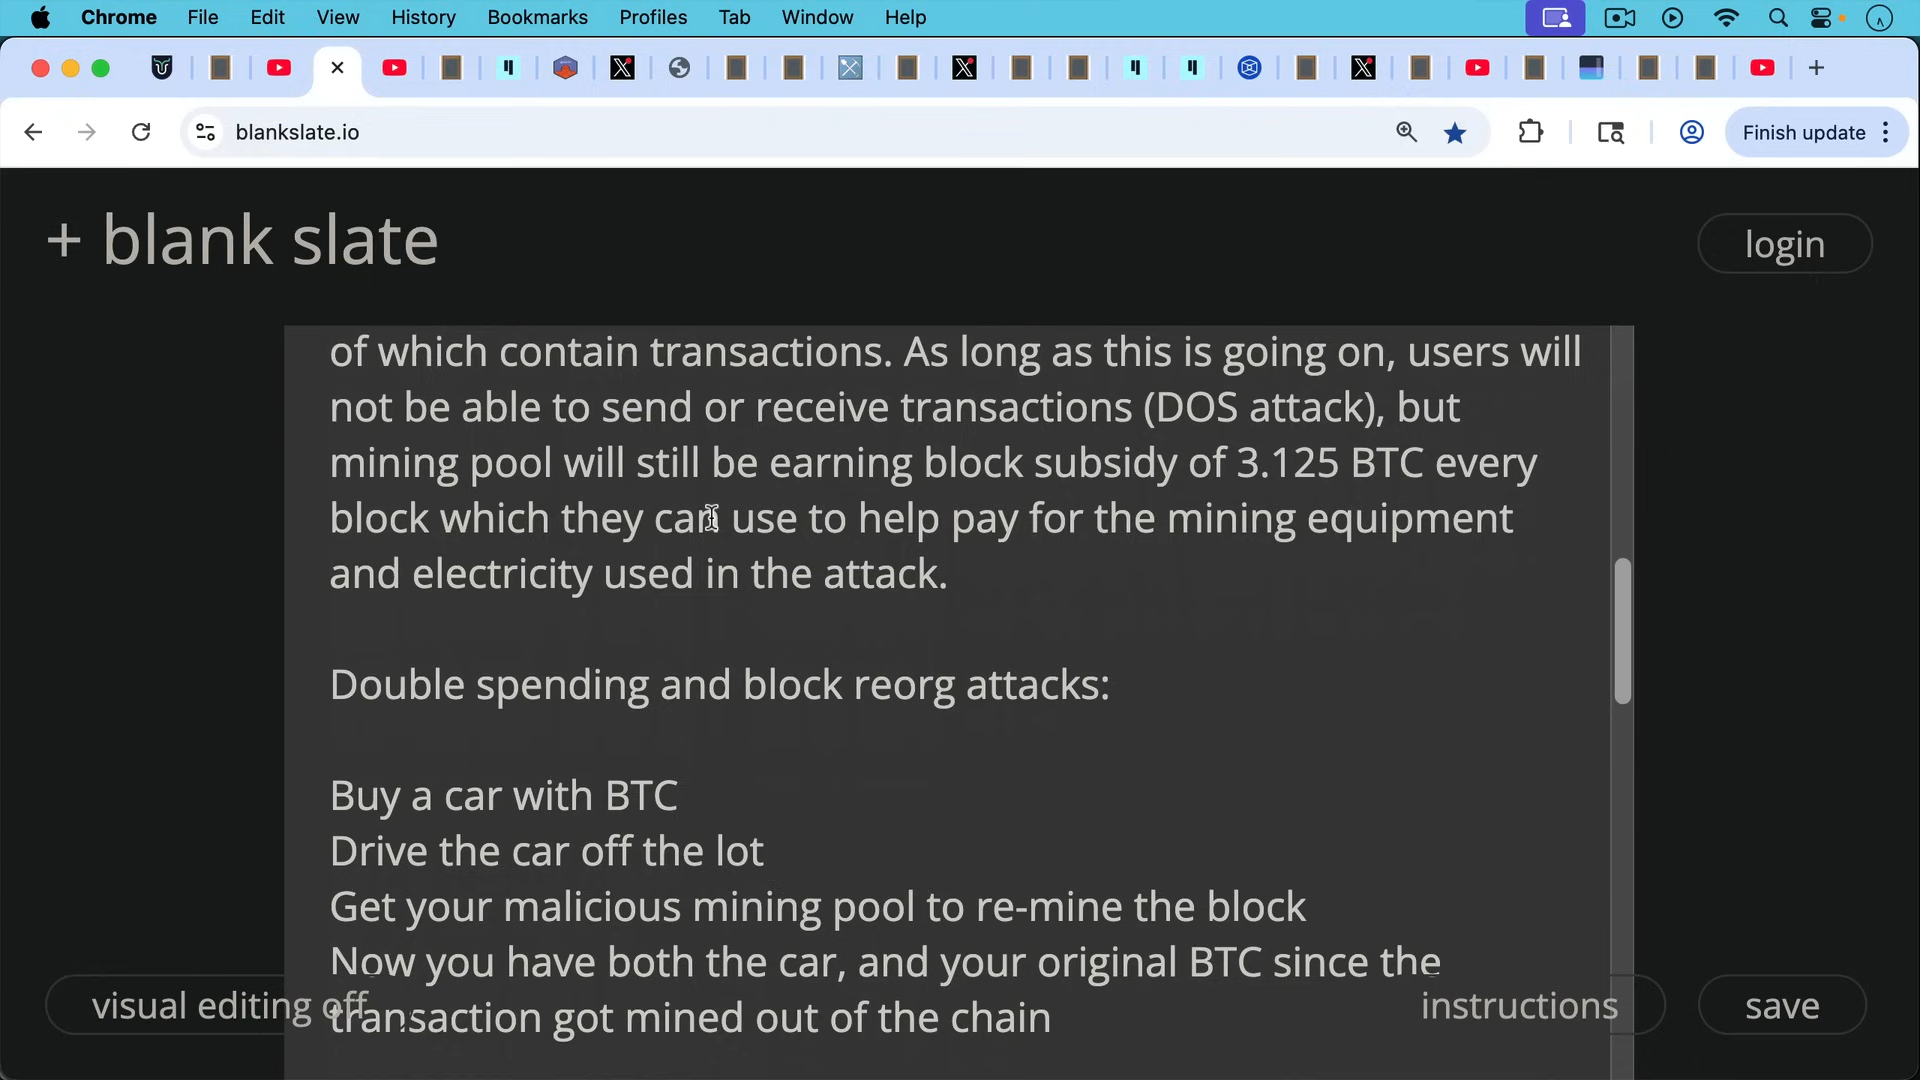 Chrome File Edit View History Bookmarks Profiles Tab Window Help
blankslate.io
Finish update
+ blank slate
login
of which contain transactions. As long as this is going on, users will
not be able to send or receive transactions (DOS attack), but
mining pool will still be earning block subsidy of 3.125 BTC every
block which they can use to help pay for the mining equipment
and electricity used in the attack.
Double spending and block reorg attacks:
Buy a car with BTC
Drive the car off the lot
Get your malicious mining pool to re-mine the block
Now you have both the car, and your original BTC since the
transaction got mined out of the chain
visual editing off
instructions
save